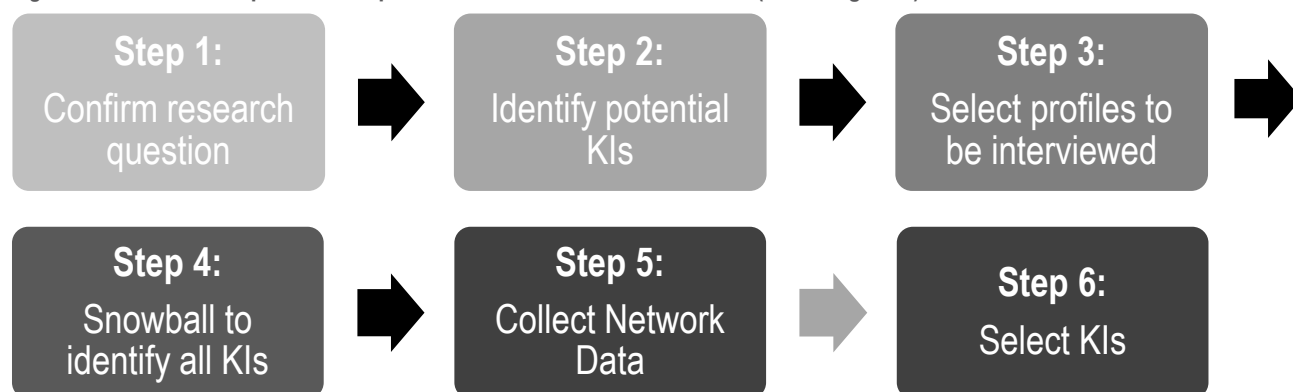 Step 1:
Confirm research
question
Step 2:
Identify potential
KIs
Step 3:
Select profiles to
be interviewed
Step 4:
Snowball to
identify all KIs
Step 5:
Collect Network
Data
Step 6:
Select KIs